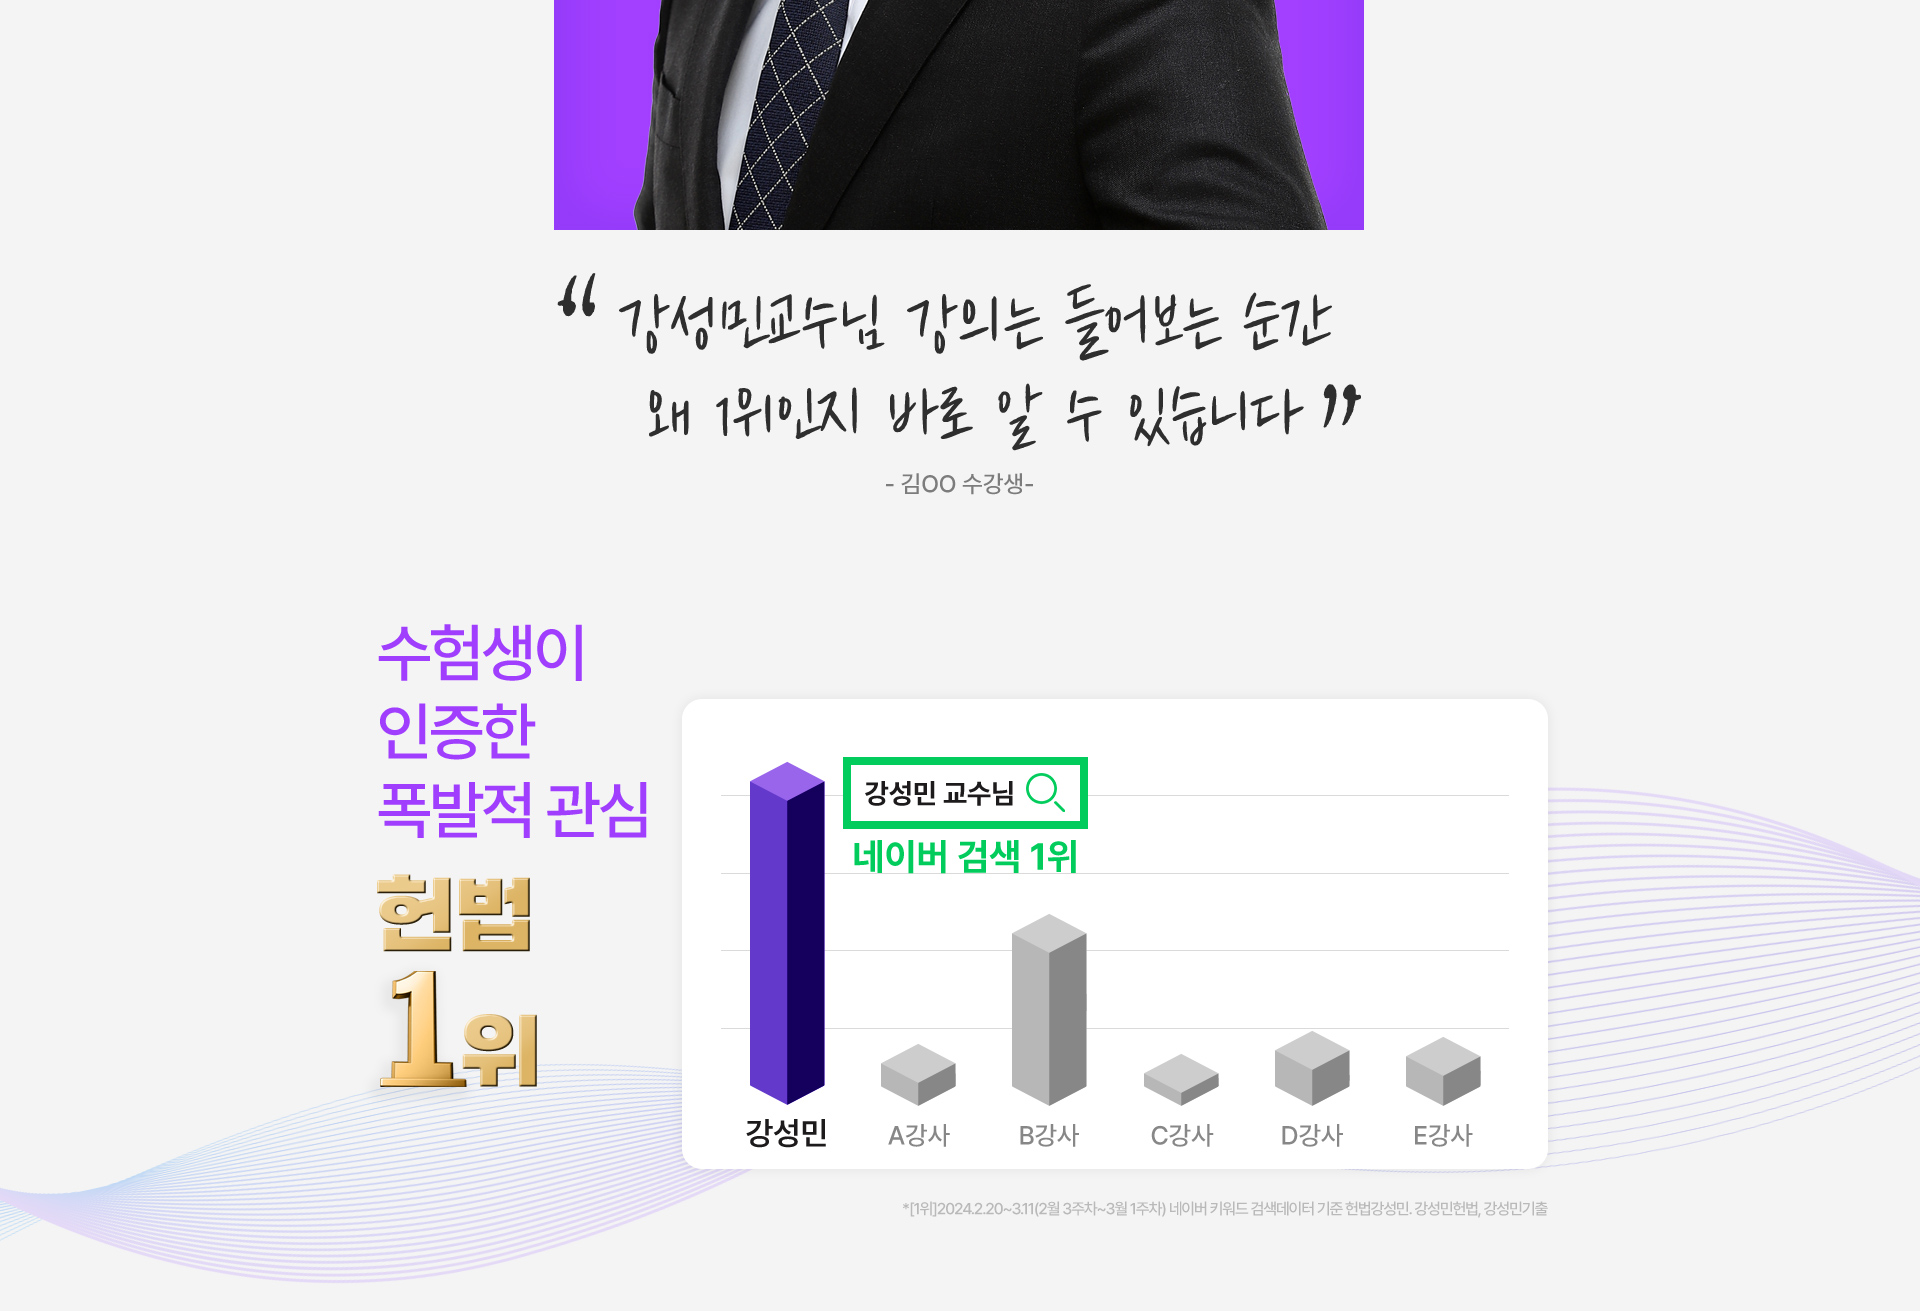 “ 강성민교수님 강의는 들어보는 순간
왜 1위인지 바로 알 수 있습니다 ”
- 김OO 수강생-
수험생이
인증한
폭발적 관심
헌법
1위
강성민 교수님
네이버 검색 1위
강성민
A강사
B강사
C강사
D강사
E강사
*[1위]2024.2.20~3.11(2월 3주차~3월 1주차) 네이버 키워드 검색데이터 기준 헌법강성민. 강성민헌법, 강성민기출